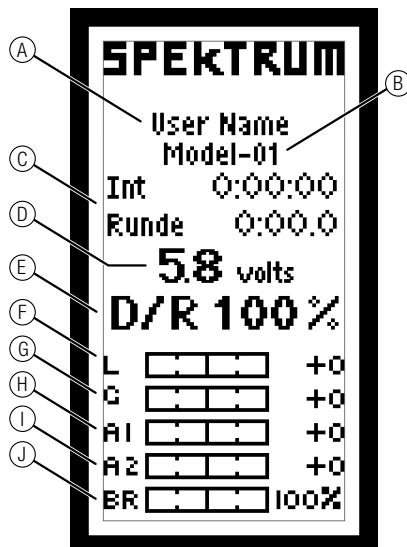 SPEKTRUM
A
B
User Name
Model-01
C
Int 0:00:00
Runde 0:00.0
D
5.8 volts
E
D/R 100%
F
L +0
G
G +0
H
A1 +0
I
A2 +0
J
BR 100%